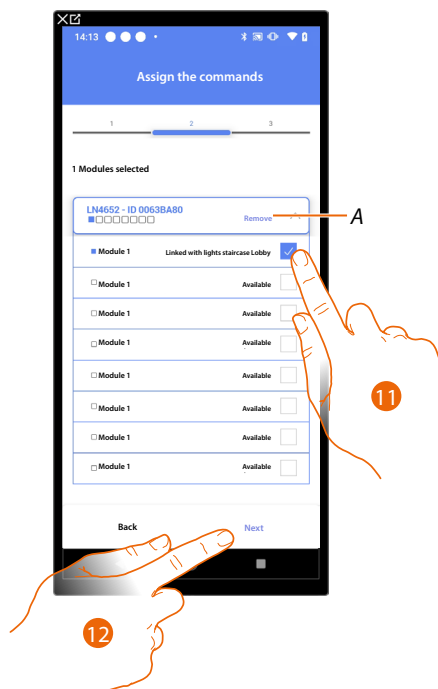 14:13
Assign the commands
1 2 3
1 Modules selected
LN4652 - ID 0063BA80
Remove
A
Module 1 Linked with lights staircase Lobby
Module 1 Available
Module 1 Available
Module 1 Available
Module 1 Available
Module 1 Available
Module 1 Available
Module 1 Available
11
Back Next
12